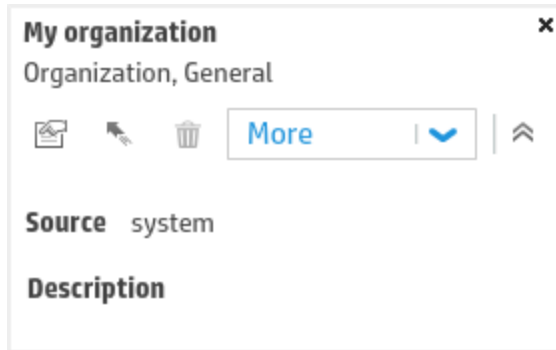 My organization
Organization, General
More
Source system
Description